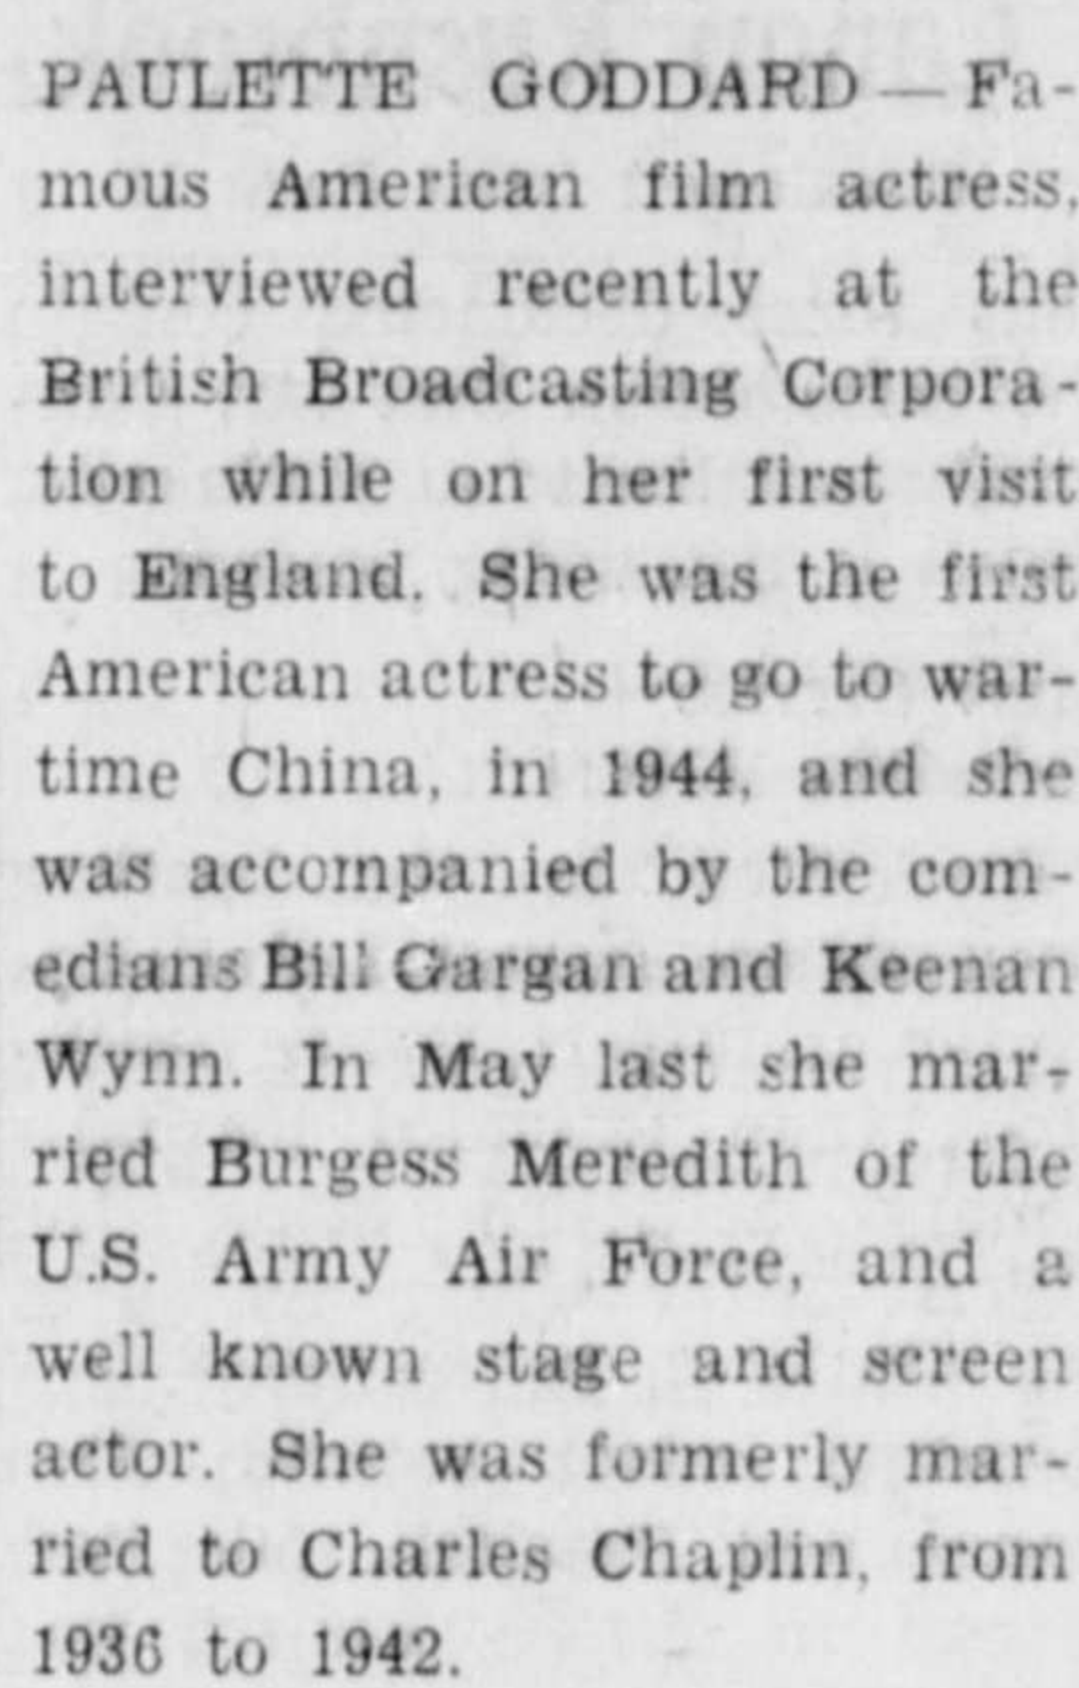 PAULETTE GODDARD — Fa-
mous American film actress,
interviewed recently at the
British Broadcasting Corpora-
tion while on her first visit
to England. She was the first
American actress to go to war-
time China, in 1944, and she
was accompanied by the com-
edians Bill Gargan and Keenan
Wynn. In May last she mar-
ried Burgess Meredith of the
U.S. Army Air Force, and a
well known stage and screen
actor. She was formerly mar-
ried to Charles Chaplin, from
1936 to 1942.